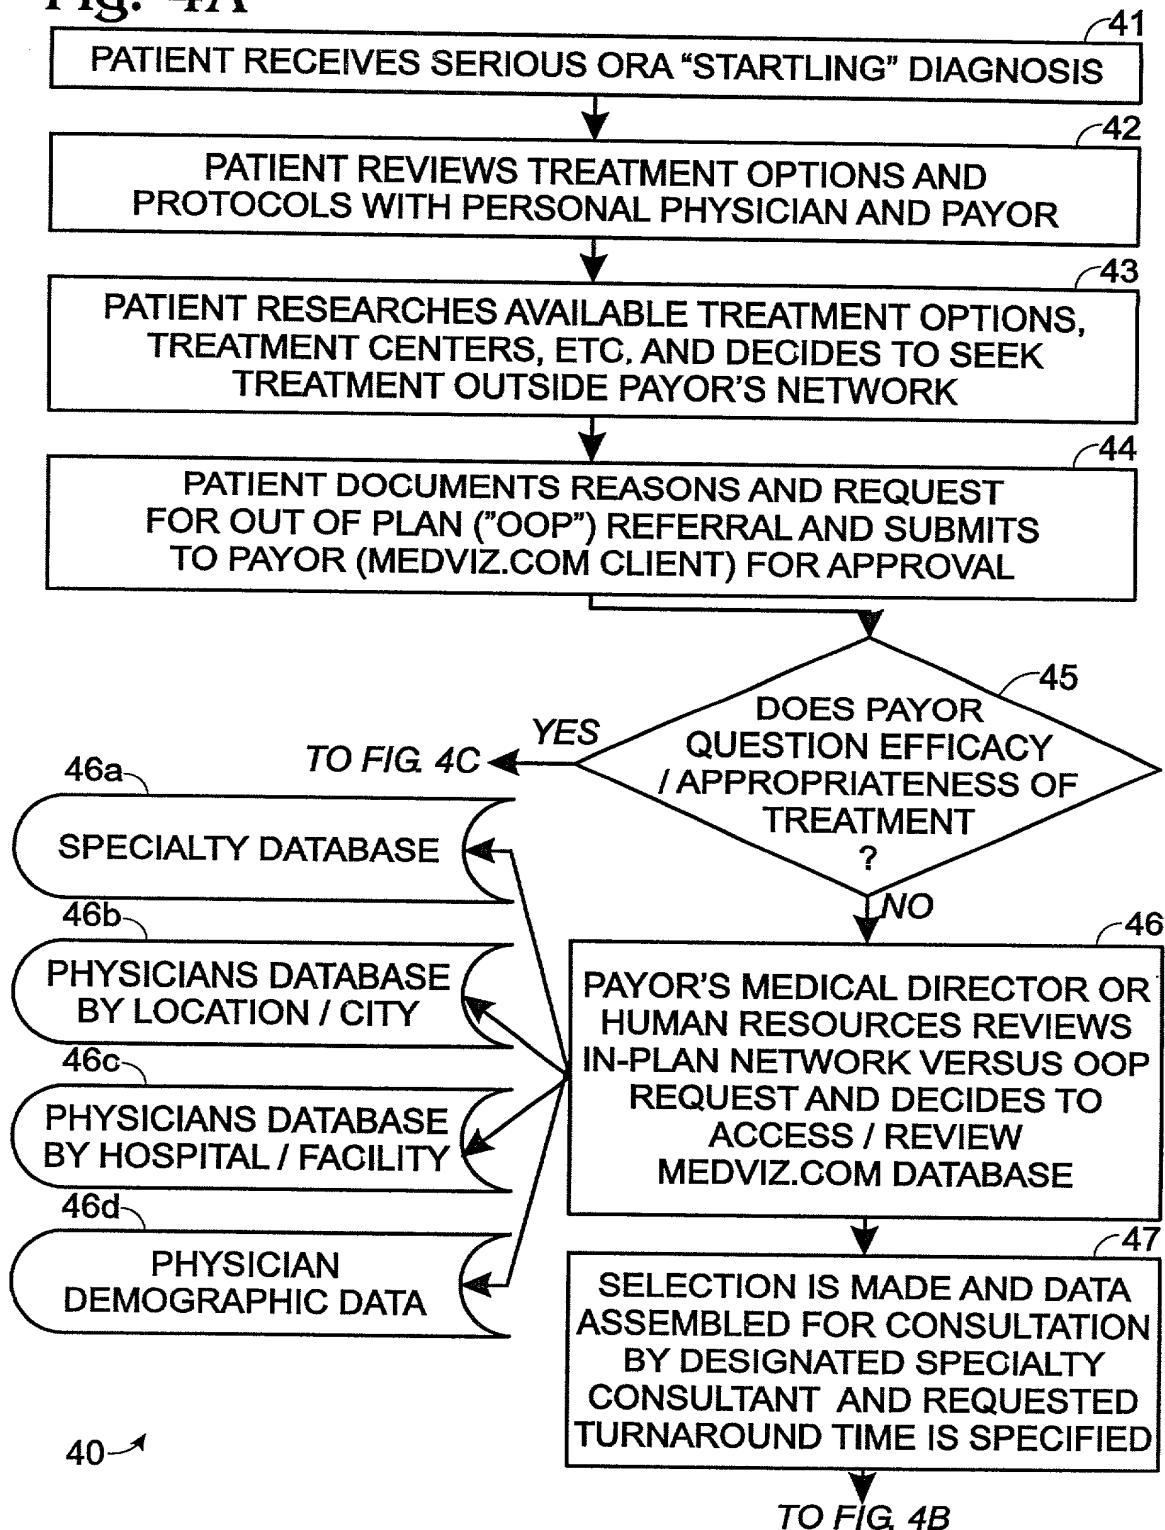 Fig. 4A
41
PATIENT RECEIVES SERIOUS ORA “STARTLING” DIAGNOSIS
42
PATIENT REVIEWS TREATMENT OPTIONS AND
PROTOCOLS WITH PERSONAL PHYSICIAN AND PAYOR
43
PATIENT RESEARCHES AVAILABLE TREATMENT OPTIONS,
TREATMENT CENTERS, ETC. AND DECIDES TO SEEK
TREATMENT OUTSIDE PAYOR'S NETWORK
44
PATIENT DOCUMENTS REASONS AND REQUEST
FOR OUT OF PLAN ("OOP") REFERRAL AND SUBMITS
TO PAYOR (MEDVIZ.COM CLIENT) FOR APPROVAL
45
DOES PAYOR
QUESTION EFFICACY
/ APPROPRIATENESS OF
TREATMENT
?
YES
TO FIG. 4C
NO
46a
SPECIALTY DATABASE
46b
PHYSICIANS DATABASE
BY LOCATION / CITY
46c
PHYSICIANS DATABASE
BY HOSPITAL / FACILITY
46d
PHYSICIAN
DEMOGRAPHIC DATA
46
PAYOR'S MEDICAL DIRECTOR OR
HUMAN RESOURCES REVIEWS
IN-PLAN NETWORK VERSUS OOP
REQUEST AND DECIDES TO
ACCESS / REVIEW
MEDVIZ.COM DATABASE
47
SELECTION IS MADE AND DATA
ASSEMBLED FOR CONSULTATION
BY DESIGNATED SPECIALTY
CONSULTANT AND REQUESTED
TURNAROUND TIME IS SPECIFIED
40
TO FIG. 4B